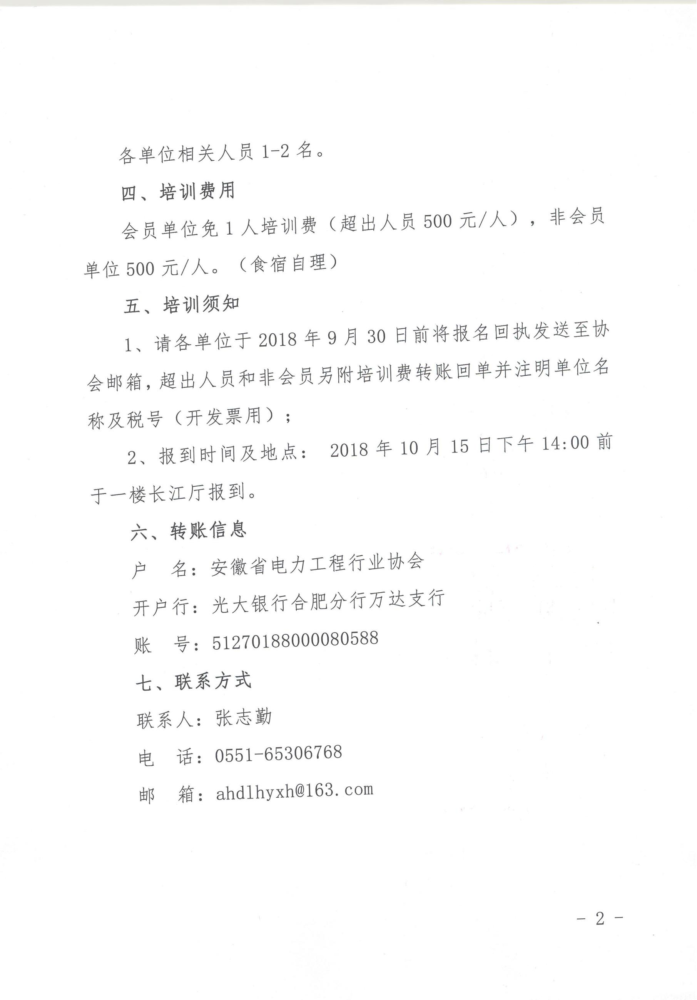 各单位相关人员 1-2 名。
四、培训费用
会员单位免 1 人培训费（超出人员 500 元/人），非会员
单位 500 元/人。（食宿自理）
五、培训须知
1、请各单位于 2018 年 9 月 30 日前将报名回执发送至协
会邮箱，超出人员和非会员另附培训费转账回单并注明单位名
称及税号（开发票用）；
2、报到时间及地点： 2018 年 10 月 15 日下午 14:00 前
于一楼长江厅报到。
六、转账信息
户 名：安徽省电力工程行业协会
开户行：光大银行合肥分行万达支行
账 号：51270188000080588
七、联系方式
联系人：张志勤
电 话：0551-65306768
邮 箱：ahdlhyxh@163.com
- 2 -